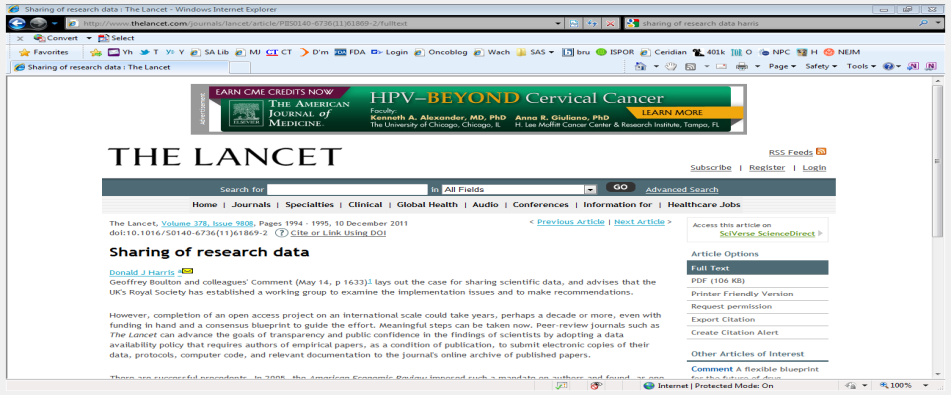 Sharing of research data : The Lancet - Windows Internet Explorer
http://www.thelancet.com/journals/lancet/article/PIIS0140-6736(11)61869-2/fulltext
sharing of research data harris
Convert Select
Favorites SA Lib MJ CT CT D'm FDA Login Oncoblog Wach SAS bru ISPOR Ceridian 401k O NPC H NEJM
Sharing of research data : The Lancet
Page Safety Tools
advertisement
EARN CME CREDITS NOW
ELSEVIER
THE AMERICAN
JOURNAL of
MEDICINE
HPV–BEYOND Cervical Cancer
Faculty:
Kenneth A. Alexander, MD, PhD Anna R. Giuliano, PhD
The University of Chicago, Chicago, IL H. Lee Moffitt Cancer Center & Research Institute, Tampa, FL
LEARN MORE
THE LANCET
RSS Feeds
Subscribe | Register | Login
Search for in All Fields GO Advanced Search
Home | Journals | Specialties | Clinical | Global Health | Audio | Conferences | Information for | Healthcare Jobs
The Lancet, Volume 378, Issue 9808, Pages 1994 - 1995, 10 December 2011
< Previous Article | Next Article >
doi:10.1016/S0140-6736(11)61869-2 ? Cite or Link Using DOI
Sharing of research data
Donald J Harris a
Geoffrey Boulton and colleagues' Comment (May 14, p 1633)1 lays out the case for sharing scientific data, and advises that the
UK's Royal Society has established a working group to examine the implementation issues and to make recommendations.
However, completion of an open access project on an international scale could take years, perhaps a decade or more, even with
funding in hand and a consensus blueprint to guide the effort. Meaningful steps can be taken now. Peer-review journals such as
The Lancet can advance the goals of transparency and public confidence in the findings of scientists by adopting a data
availability policy that requires authors of empirical papers, as a condition of publication, to submit electronic copies of their
data, protocols, computer code, and relevant documentation to the journal's online archive of published papers.
There are successful precedents. In 2005, the American Economic Review imposed such a mandate on authors and found, as one
Access this article on
SciVerse ScienceDirect
Article Options
Full Text
PDF (106 KB)
Printer Friendly Version
Request permission
Export Citation
Create Citation Alert
Other Articles of Interest
Comment A flexible blueprint
for the future of drug
Internet | Protected Mode: On
100%